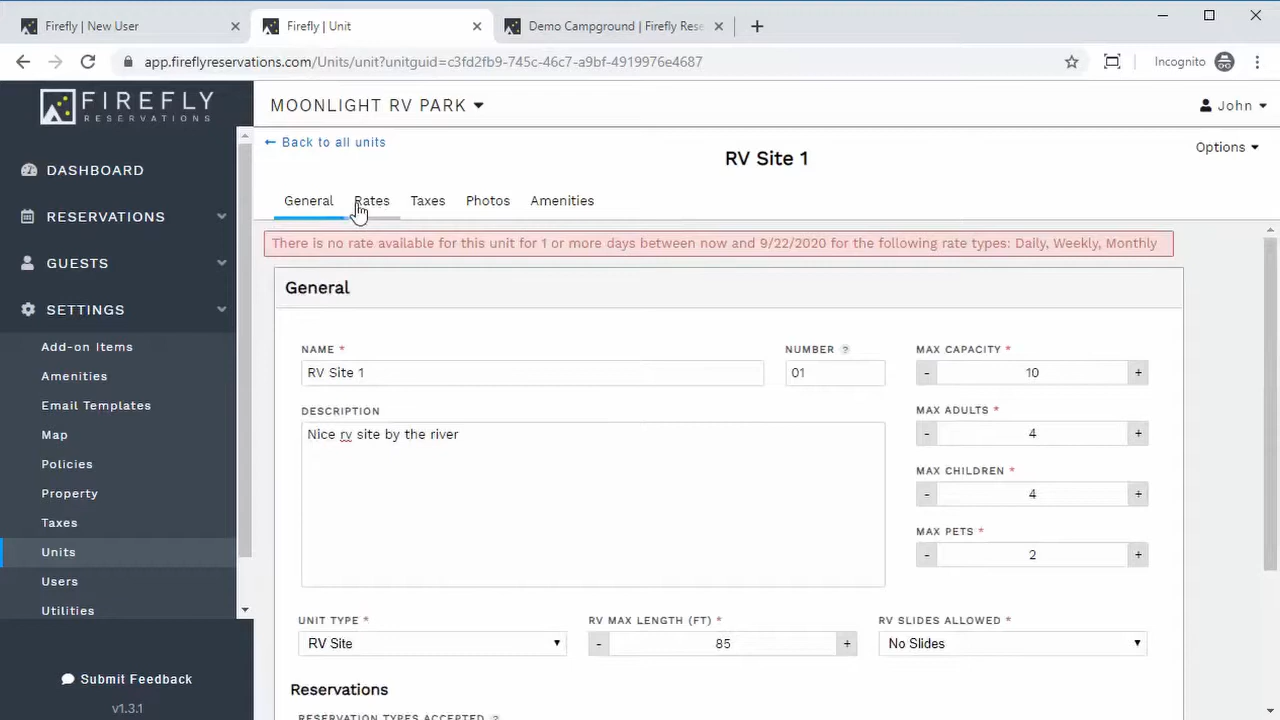 Firefly | New User
Firefly | Unit
Demo Campground | Firefly Rese
app.fireflyreservations.com/Units/unit?unitguid=c3fd2fb9-745c-46c7-a9bf-4919976e4687
Incognito
FIREFLY
RESERVATIONS
MOONLIGHT RV PARK
John
← Back to all units
RV Site 1
Options
DASHBOARD
RESERVATIONS
GUESTS
SETTINGS
Add-on Items
Amenities
Email Templates
Map
Policies
Property
Taxes
Units
Users
Utilities
Submit Feedback
v1.3.1
General Rates Taxes Photos Amenities
There is no rate available for this unit for 1 or more days between now and 9/22/2020 for the following rate types: Daily, Weekly, Monthly
General
NAME * NUMBER ? MAX CAPACITY *
RV Site 1 01 - 10 +
DESCRIPTION MAX ADULTS *
Nice rv site by the river - 4 +
MAX CHILDREN *
- 4 +
MAX PETS *
- 2 +
UNIT TYPE * RV MAX LENGTH (FT) * RV SLIDES ALLOWED *
RV Site - 85 + No Slides
Reservations
RESERVATION TYPES ACCEPTED ?